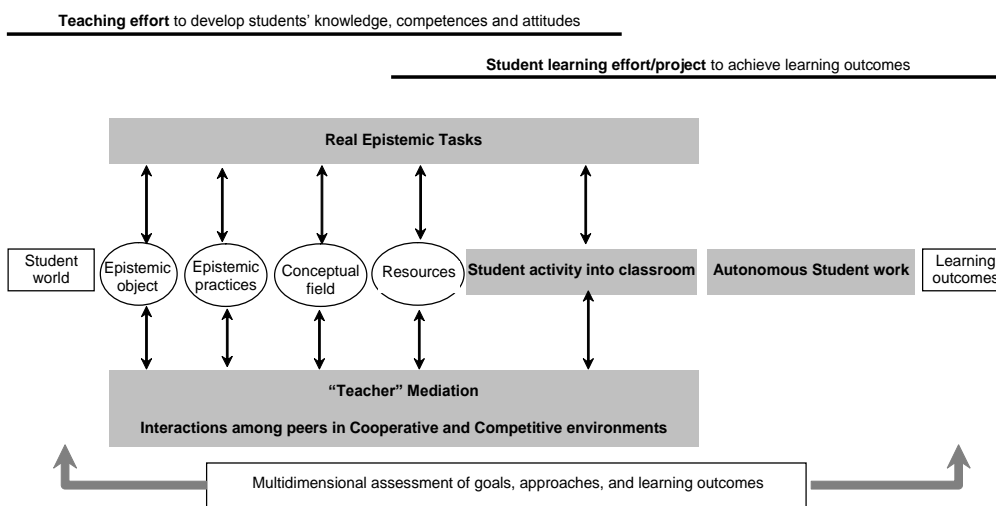 Teaching effort to develop students' knowledge, competences and attitudes
Student learning effort/project to achieve learning outcomes
Real Epistemic Tasks
Student
world
Epistemic
object
Epistemic
practices
Conceptual
field
Resources
Student activity into classroom
Autonomous Student work
Learning
outcomes
“Teacher” Mediation
Interactions among peers in Cooperative and Competitive environments
Multidimensional assessment of goals, approaches, and learning outcomes